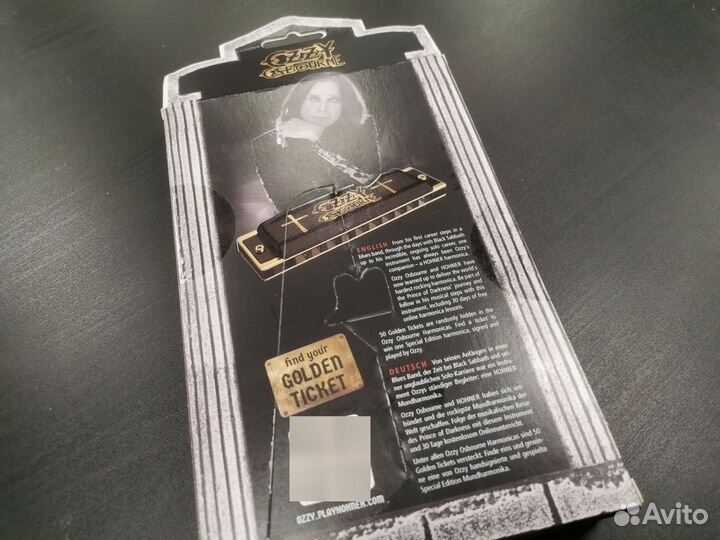 OZZY
OSBOURNE
OZZY
OSBOURNE
ENGLISH From his first career steps in a
blues band, through the days with Black Sabbath
up to his incredible, ongoing solo career, one
instrument has always been Ozzy's
companion – a HOHNER harmonica.
Ozzy Osbourne and HOHNER have
now teamed up to deliver the world's
hardest rocking harmonica. Be part of
the Prince of Darkness' journey and
follow in his musical steps with this
instrument, including 30 days of free
online harmonica lessons.
50 Golden Tickets are randomly hidden in the
Ozzy Osbourne Harmonicas. Find a ticket to
win one Special Edition harmonica, signed and
played by Ozzy.
DEUTSCH Von seinen Anfängen in einer
Blues Band, der Zeit bei Black Sabbath und sei-
ner unglaublichen Solo-Karriere war ein Instru-
ment Ozzys ständiger Begleiter: eine HOHNER
Mundharmonika.
Ozzy Osbourne und HOHNER haben sich ver-
bündet und die rockigste Mundharmonika der
Welt geschaffen. Folge der musikalischen Reise
des Prince of Darkness mit diesem Instrument
und 30 Tage kostenlosem Onlineunterricht.
Unter allen Ozzy Osbourne Harmonicas sind 50
Golden Tickets versteckt. Finde eins und gewin-
ne eine von Ozzy handsignierte und gespielte
Special Edition Mundharmonika.
find your
GOLDEN
TICKET
OZZY.PLAYHOHNER.COM
Avito